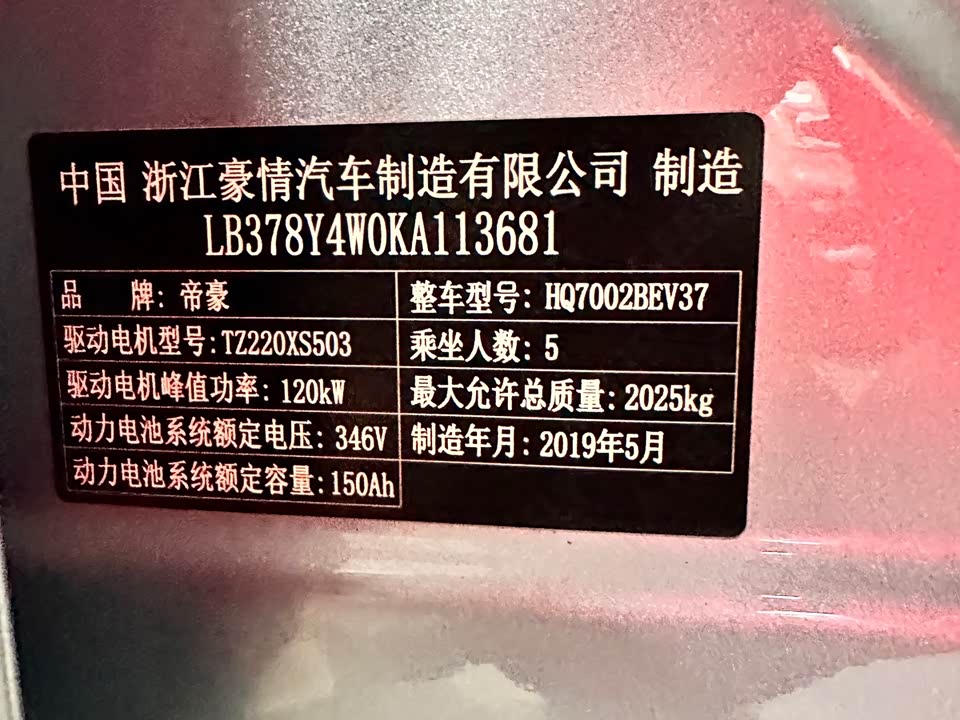 中国 浙江豪情汽车制造有限公司 制造
LB378Y4W0KA113681
品 牌: 帝豪 整车型号: HQ7002BEV37
驱动电机型号:TZ220XS503 乘坐人数: 5
驱动电机峰值功率: 120kW 最大允许总质量: 2025kg
动力电池系统额定电压: 346V 制造年月: 2019年5月
动力电池系统额定容量: 150Ah